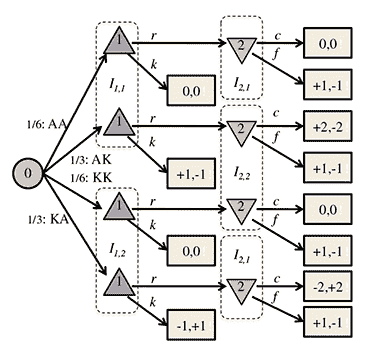 1 r 2 c 0,0
I1,1 k f
I2,1
1/6: AA 0,0 +1,-1
1 r 2 c +2,-2
k f
1/3: AK +1,-1 I2,2 +1,-1
0 1/6: KK
1/3: KA 1 r 2 c 0,0
k f
I1,2 0,0 I2,1 +1,-1
1 r 2 c -2,+2
k f
-1,+1 +1,-1